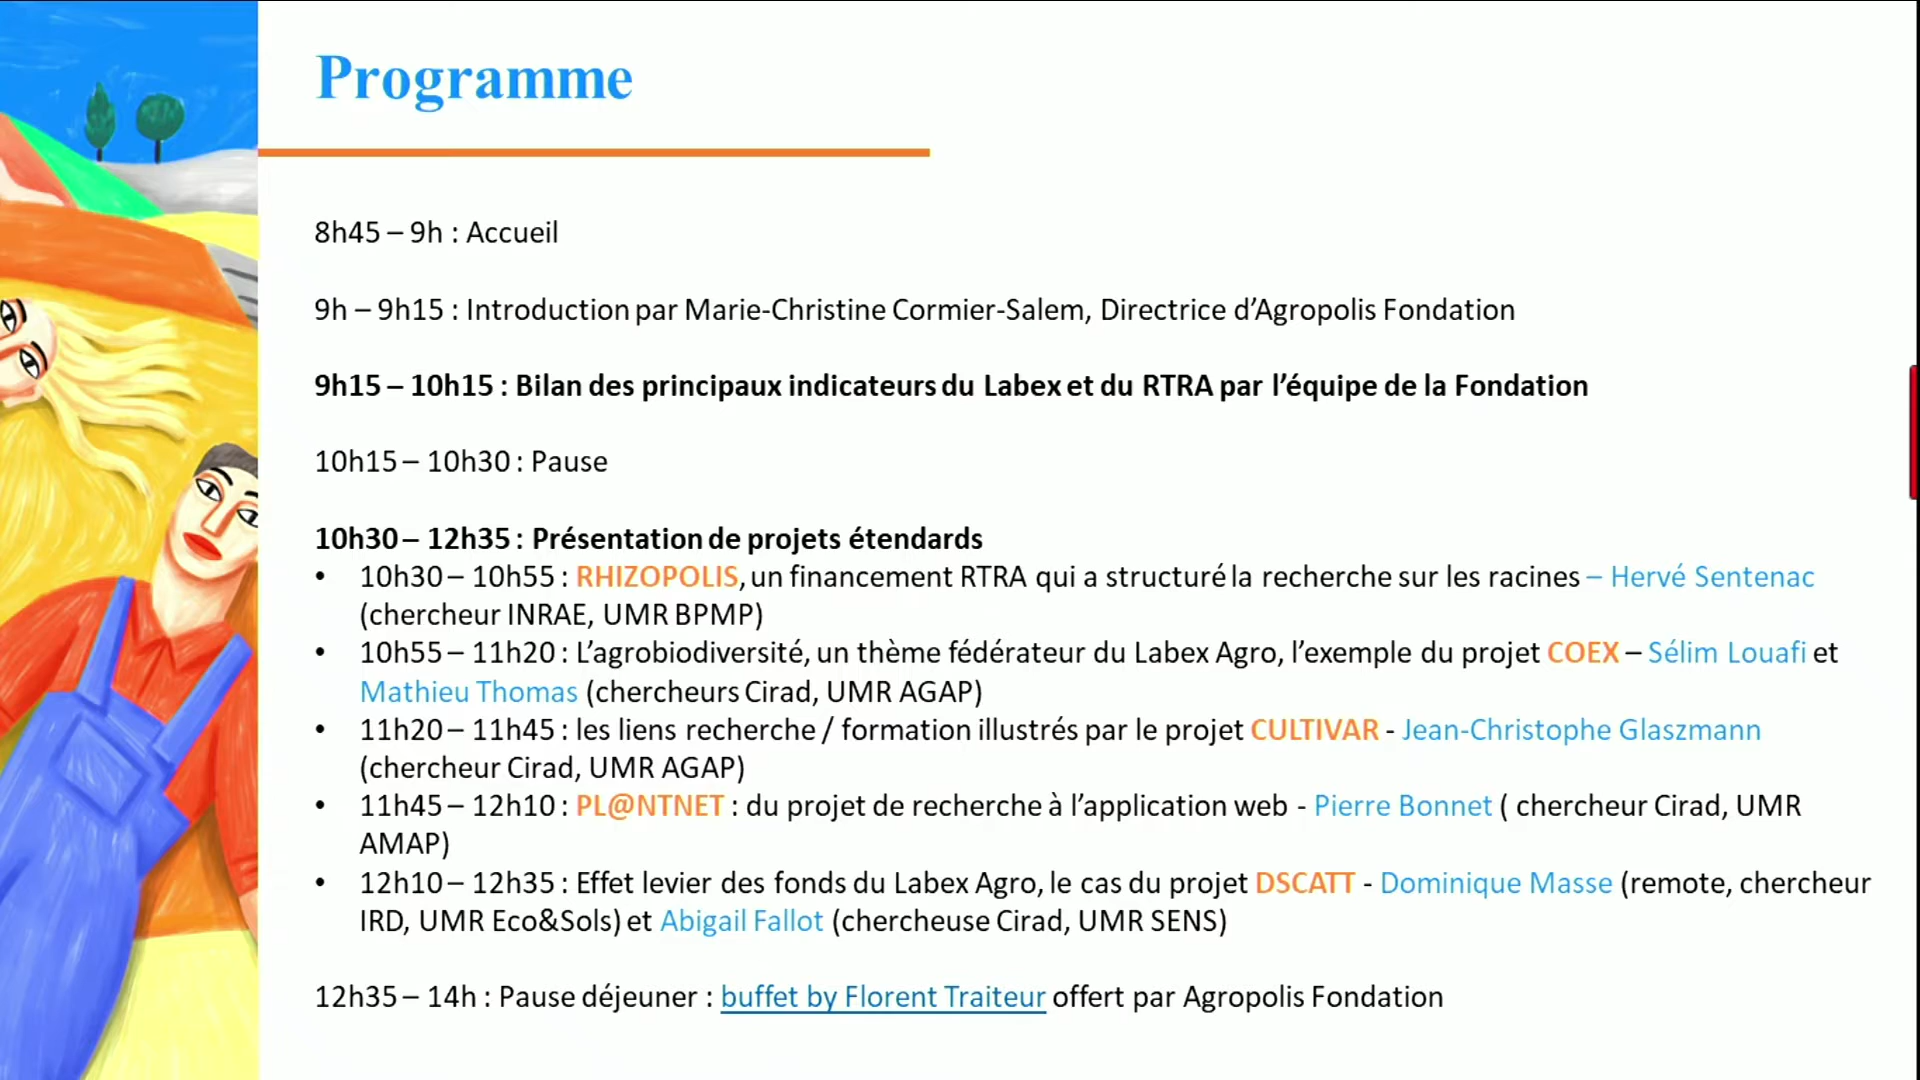 Programme
8h45 – 9h : Accueil
9h – 9h15 : Introduction par Marie-Christine Cormier-Salem, Directrice d’Agropolis Fondation
9h15 – 10h15 : Bilan des principaux indicateurs du Labex et du RTRA par l’équipe de la Fondation
10h15 – 10h30 : Pause
10h30 – 12h35 : Présentation de projets étendards
• 10h30 – 10h55 : RHIZOPOLIS, un financement RTRA qui a structuré la recherche sur les racines – Hervé Sentenac
(chercheur INRAE, UMR BPMP)
• 10h55 – 11h20 : L’agrobiodiversité, un thème fédérateur du Labex Agro, l’exemple du projet COEX – Sélim Louafi et
Mathieu Thomas (chercheurs Cirad, UMR AGAP)
• 11h20 – 11h45 : les liens recherche / formation illustrés par le projet CULTIVAR - Jean-Christophe Glaszmann
(chercheur Cirad, UMR AGAP)
• 11h45 – 12h10 : PL@NTNET : du projet de recherche à l’application web - Pierre Bonnet ( chercheur Cirad, UMR
AMAP)
• 12h10 – 12h35 : Effet levier des fonds du Labex Agro, le cas du projet DSCATT - Dominique Masse (remote, chercheur
IRD, UMR Eco&Sols) et Abigail Fallot (chercheuse Cirad, UMR SENS)
12h35 – 14h : Pause déjeuner : buffet by Florent Traiteur offert par Agropolis Fondation